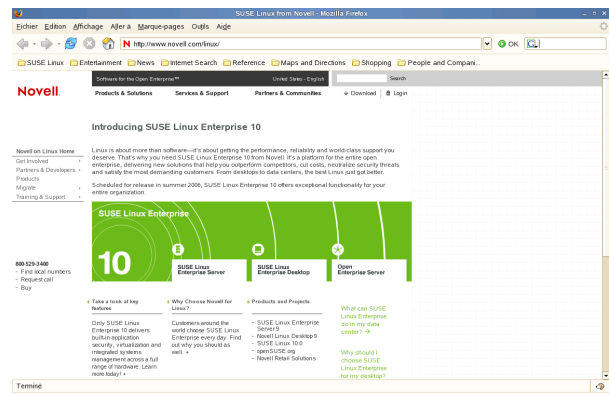 SUSE Linux from Novell - Mozilla Firefox
Fichier Edition Affichage Aller à Marque-pages Outils Aide
N http://www.novell.com/linux/ OK
SUSE Linux Entertainment News Internet Search Reference Maps and Directions Shopping People and Compani...
Software for the Open Enterprise™ United States - English Search
Novell.
Products & Solutions Services & Support Partners & Communities Download Login
Introducing SUSE Linux Enterprise 10
Novell on Linux Home
Get Involved
Partners & Developers
Products
Migrate
Training & Support
Linux is about more than software—it's about getting the performance, reliability and world-class support you
deserve. That's why you need SUSE Linux Enterprise 10 from Novell. It's a platform for the entire open
enterprise, delivering new solutions that help you outperform competitors, cut costs, neutralize security threats
and satisfy the most demanding customers. From desktops to data centers, the best Linux just got better.
Scheduled for release in summer 2006, SUSE Linux Enterprise 10 offers exceptional functionality for your
entire organization.
SUSE Linux Enterprise
10
SUSE Linux
Enterprise Server
SUSE Linux
Enterprise Desktop
Open
Enterprise Server
800-529-3400
- Find local numbers
- Request call
- Buy
Take a look at key
features
Only SUSE Linux
Enterprise 10 delivers
built-in application
security, virtualization and
integrated systems
management across a full
range of hardware. Learn
more today! +
Why Choose Novell for
Linux?
Customers around the
world choose SUSE Linux
Enterprise every day. Find
out why you should as
well. +
Products and Projects
- SUSE Linux Enterprise
Server 9
- Novell Linux Desktop 9
- SUSE Linux 10.0
- openSUSE.org
- Novell Retail Solutions
What can SUSE
Linux Enterprise
do in my data
center? →
Why should I
choose SUSE
Linux Enterprise
for my desktop?
Terminé